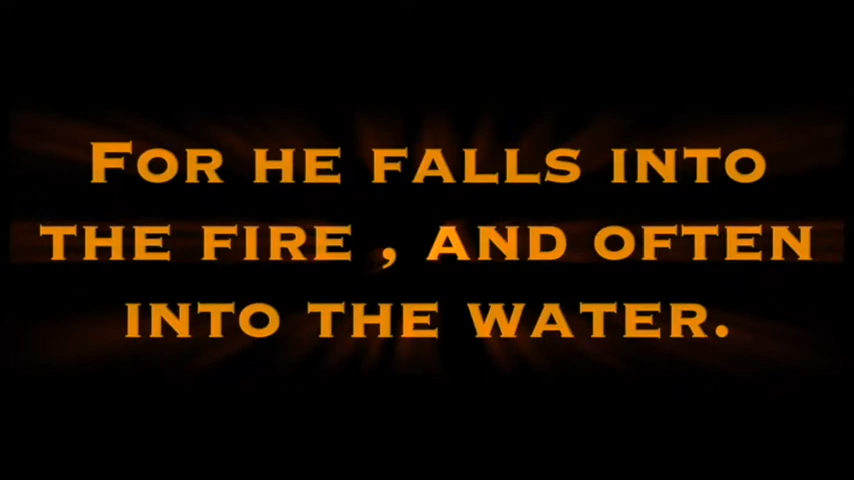 FOR HE FALLS INTO
THE FIRE , AND OFTEN
INTO THE WATER.